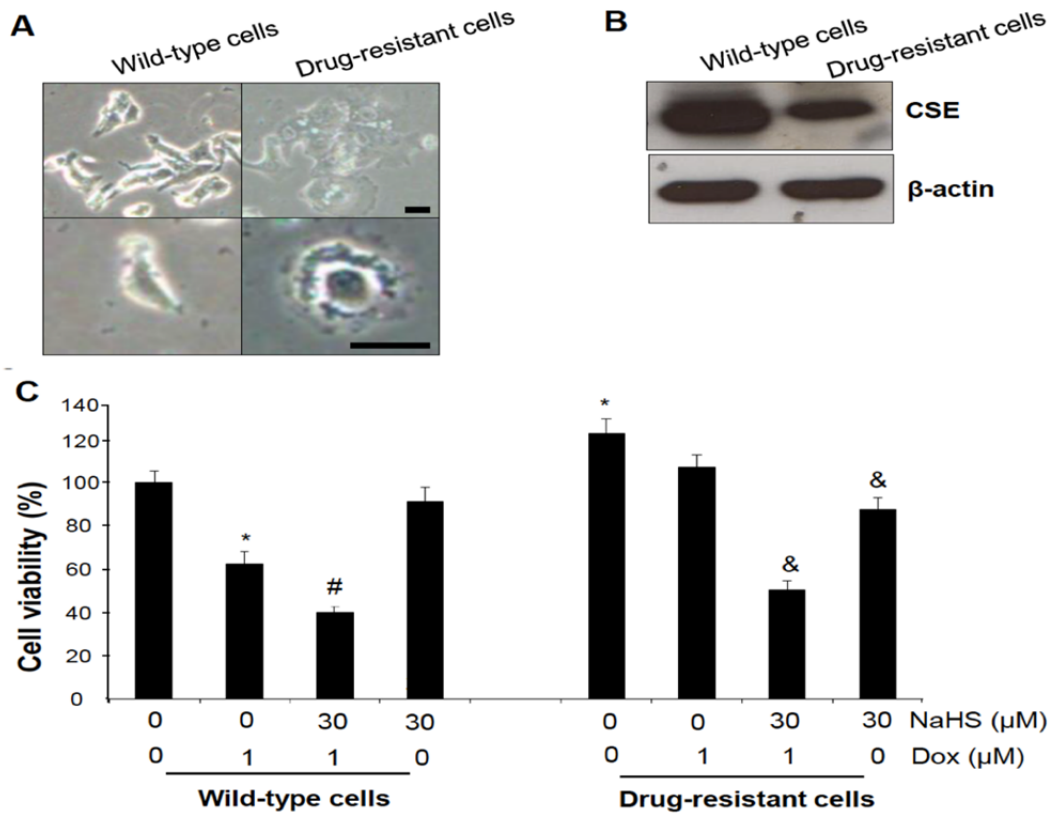 A
Wild-type cells
Drug-resistant cells
B
Wild-type cells
Drug-resistant cells
CSE
β-actin
C
Cell viability (%)
140
120
100
80
60
40
20
0
*
#
*
&
&
0 0 30 30 0 0 30 30 NaHS (μM)
0 1 1 0 0 1 1 0 Dox (μM)
Wild-type cells
Drug-resistant cells